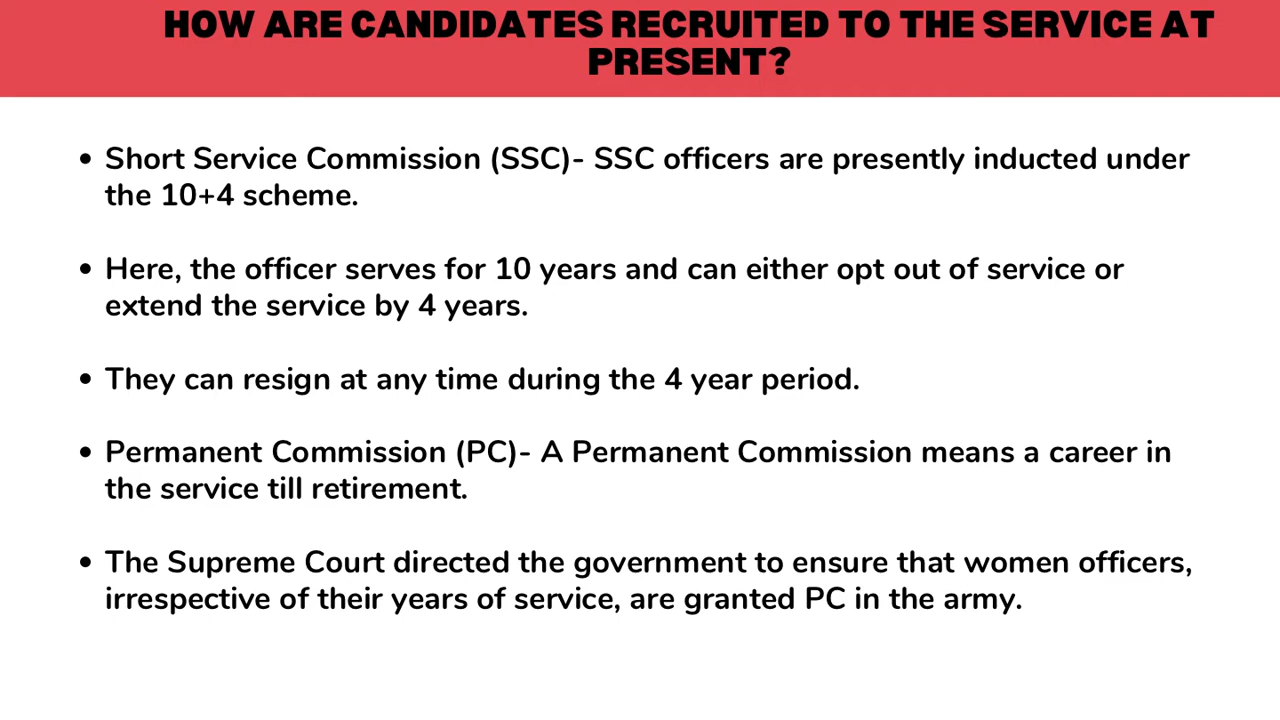 HOW ARE CANDIDATES RECRUITED TO THE SERVICE AT
PRESENT?
• Short Service Commission (SSC)- SSC officers are presently inducted under
the 10+4 scheme.
• Here, the officer serves for 10 years and can either opt out of service or
extend the service by 4 years.
• They can resign at any time during the 4 year period.
• Permanent Commission (PC)- A Permanent Commission means a career in
the service till retirement.
• The Supreme Court directed the government to ensure that women officers,
irrespective of their years of service, are granted PC in the army.